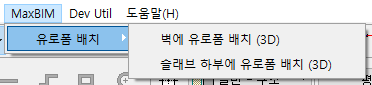 MaxBIM Dev Util 도움말(H)
유로폼 배치
벽에 유로폼 배치 (3D)
슬래브 하부에 유로폼 배치 (3D)